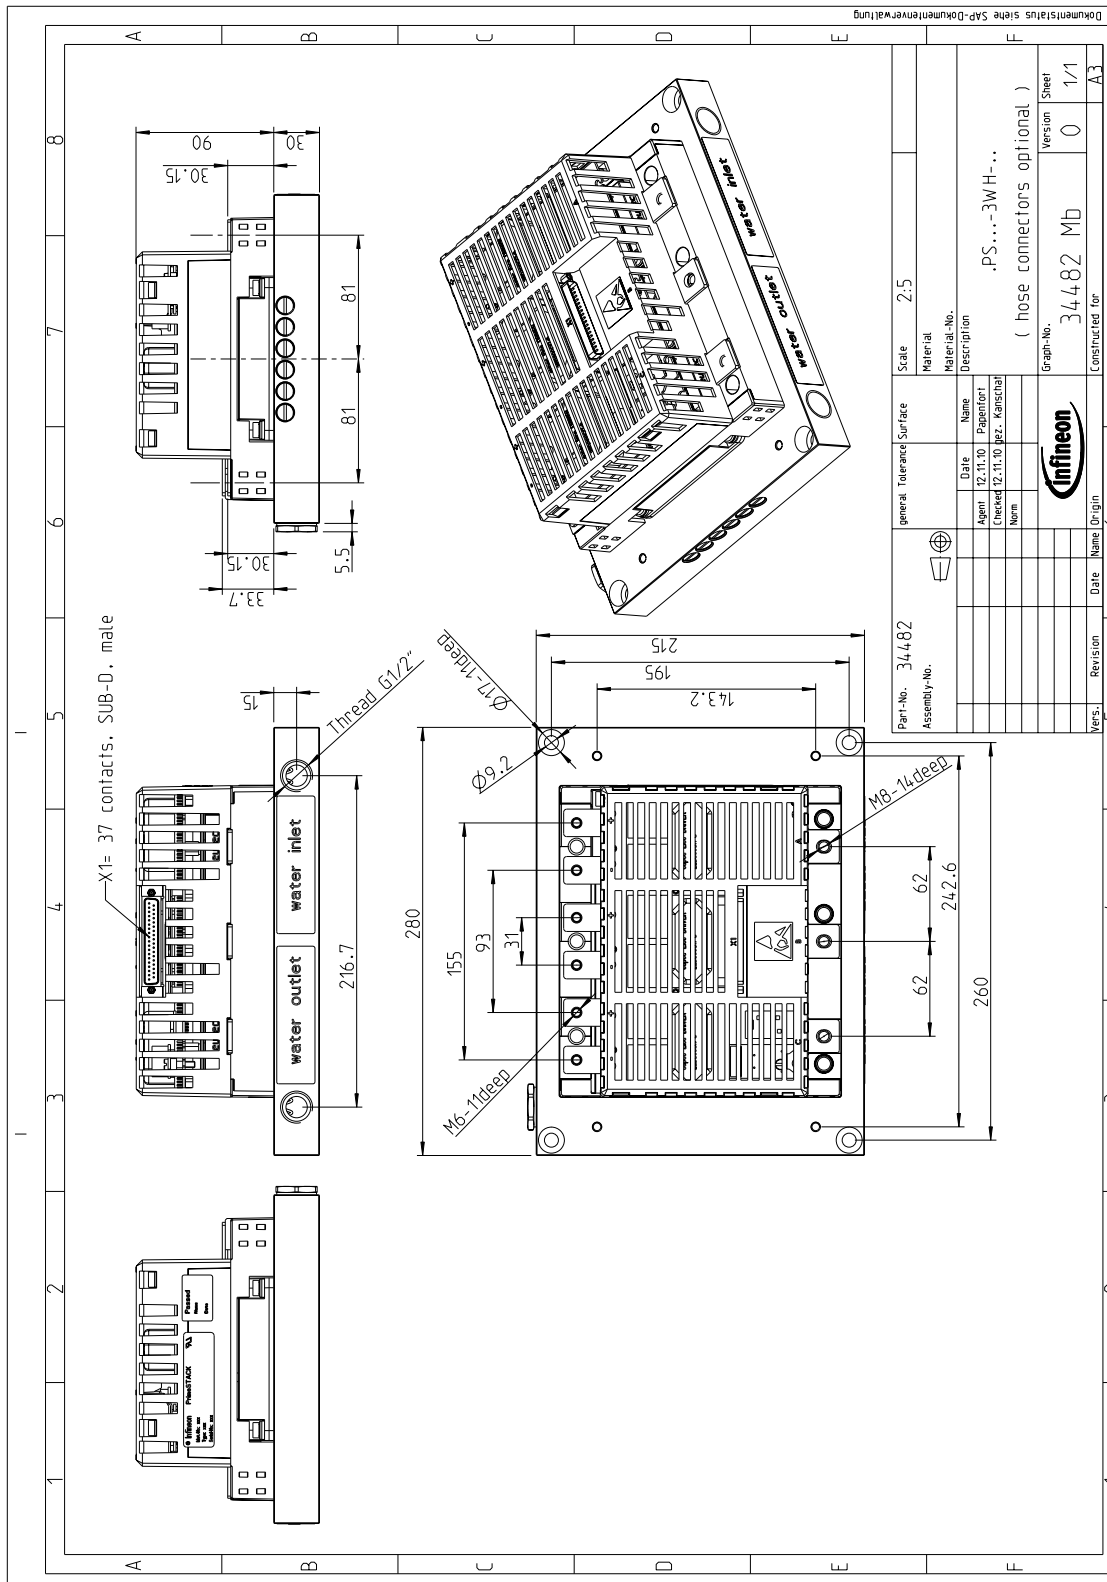 Dokumentstatus siehe SAP-Dokumentenverwaltung
1
2
3
4
5
6
7
8
A
B
C
D
E
F
A
B
C
D
E
F
X1= 37 contacts, SUB-D, male
Infineon
PrimeSTACK
Passed
water outlet
water inlet
216.7
15
Thread G1/2"
33.7
30.15
5.5
81
81
30.15
90
30
280
155
93
31
M6-11deep
Ø9.2
Ø17-11deep
143.2
195
215
M8-14deep
62
62
242.6
260
X1
A
B
C
water outlet
water inlet
Part-No. 34482
Assembly-No.
general Tolerance
Surface
Scale 2:5
Material
Material-No.
Date
Name
Description
Agent 12.11.10 Papenfort
Checked 12.11.10 gez. Kanschat
Norm
.PS...-3WH-..
( hose connectors optional )
infineon
Graph-No. 34482 Mb
Version 0
Sheet 1/1
Vers.
Revision
Date
Name
Origin
Constructed for
A3